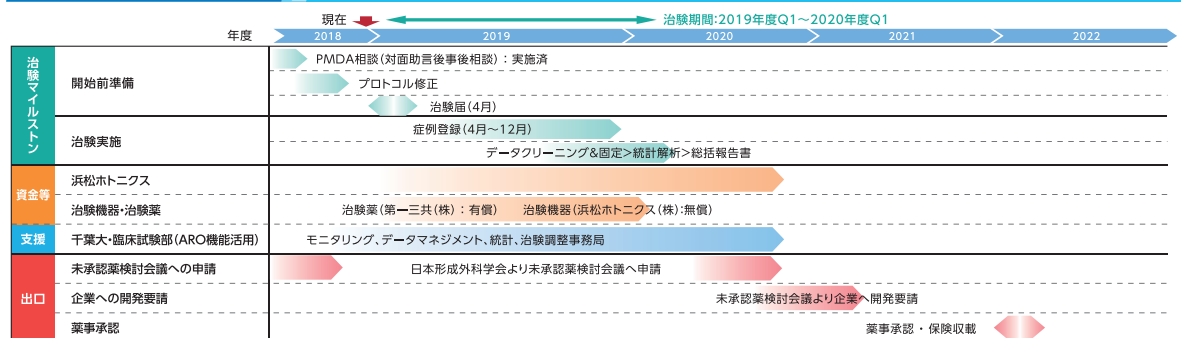 現在
治験期間：2019年度Q1～2020年度Q1
年度 2018 2019 2020 2021 2022
治験マイルストン
開始前準備
PMDA相談（対面助言後事後相談）：実施済
プロトコル修正
治験届（4月）
治験実施
症例登録（4月～12月）
データクリーニング&固定>統計解析>総括報告書
資金等
浜松ホトニクス
治験機器・治験薬
治験薬（第一三共（株）：有償）
治験機器（浜松ホトニクス（株）：無償）
支援
千葉大・臨床試験部（ARO機能活用）
モニタリング、データマネジメント、統計、治験調整事務局
出口
未承認薬検討会議への申請
日本形成外科学会より未承認薬検討会議へ申請
企業への開発要請
未承認薬検討会議より企業へ開発要請
薬事承認
薬事承認・保険収載